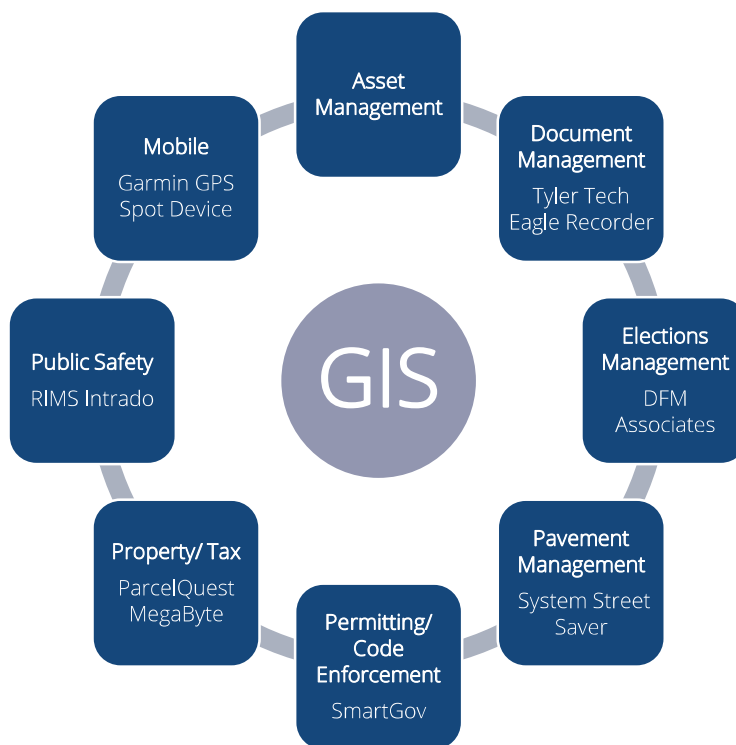 Asset
Management
Document
Management
Tyler Tech
Eagle Recorder
Elections
Management
DFM
Associates
Pavement
Management
System Street
Saver
Permitting/
Code
Enforcement
SmartGov
Property/ Tax
ParcelQuest
MegaByte
Public Safety
RIMS Intrado
Mobile
Garmin GPS
Spot Device
GIS